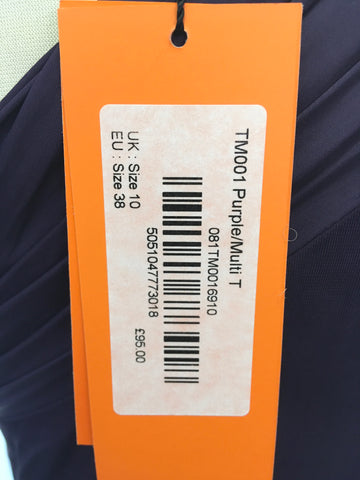 TM001 Purple/Multi T
081TM0016910
5051047773018
UK : Size 10
EU : Size 38
£95.00